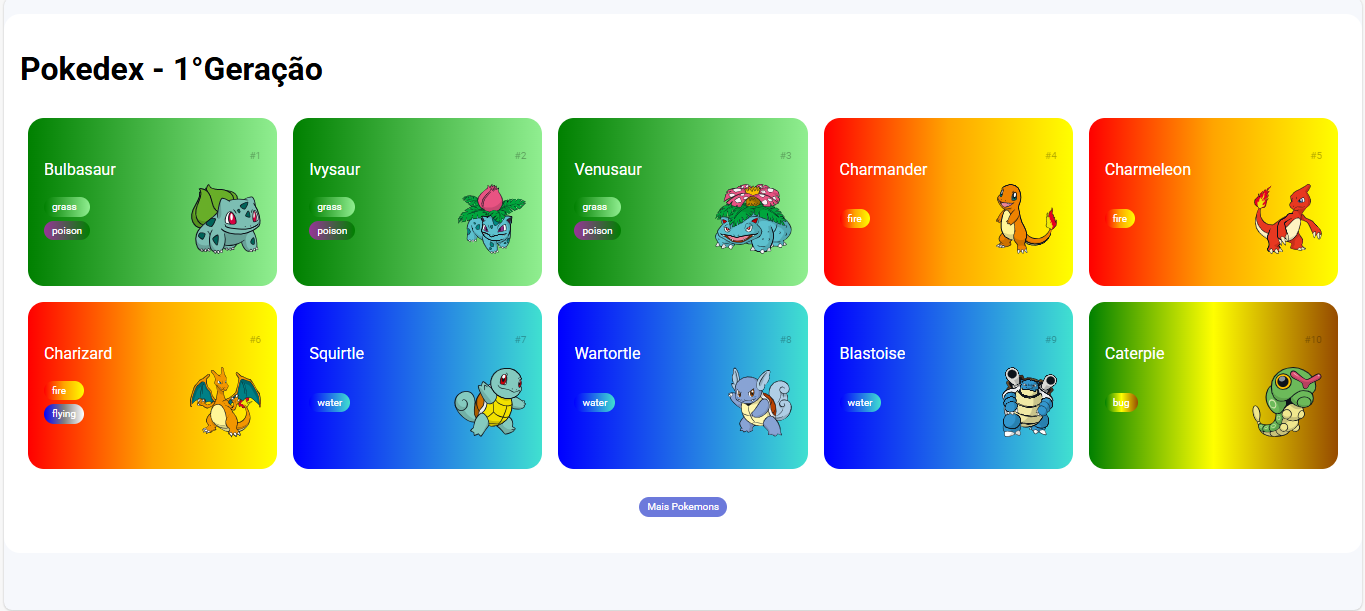 Pokedex - 1°Geração
#1
Bulbasaur
grass
poison
#2
Ivysaur
grass
poison
#3
Venusaur
grass
poison
#4
Charmander
fire
#5
Charmeleon
fire
#6
Charizard
fire
flying
#7
Squirtle
water
#8
Wartortle
water
#9
Blastoise
water
#10
Caterpie
bug
Mais Pokemons